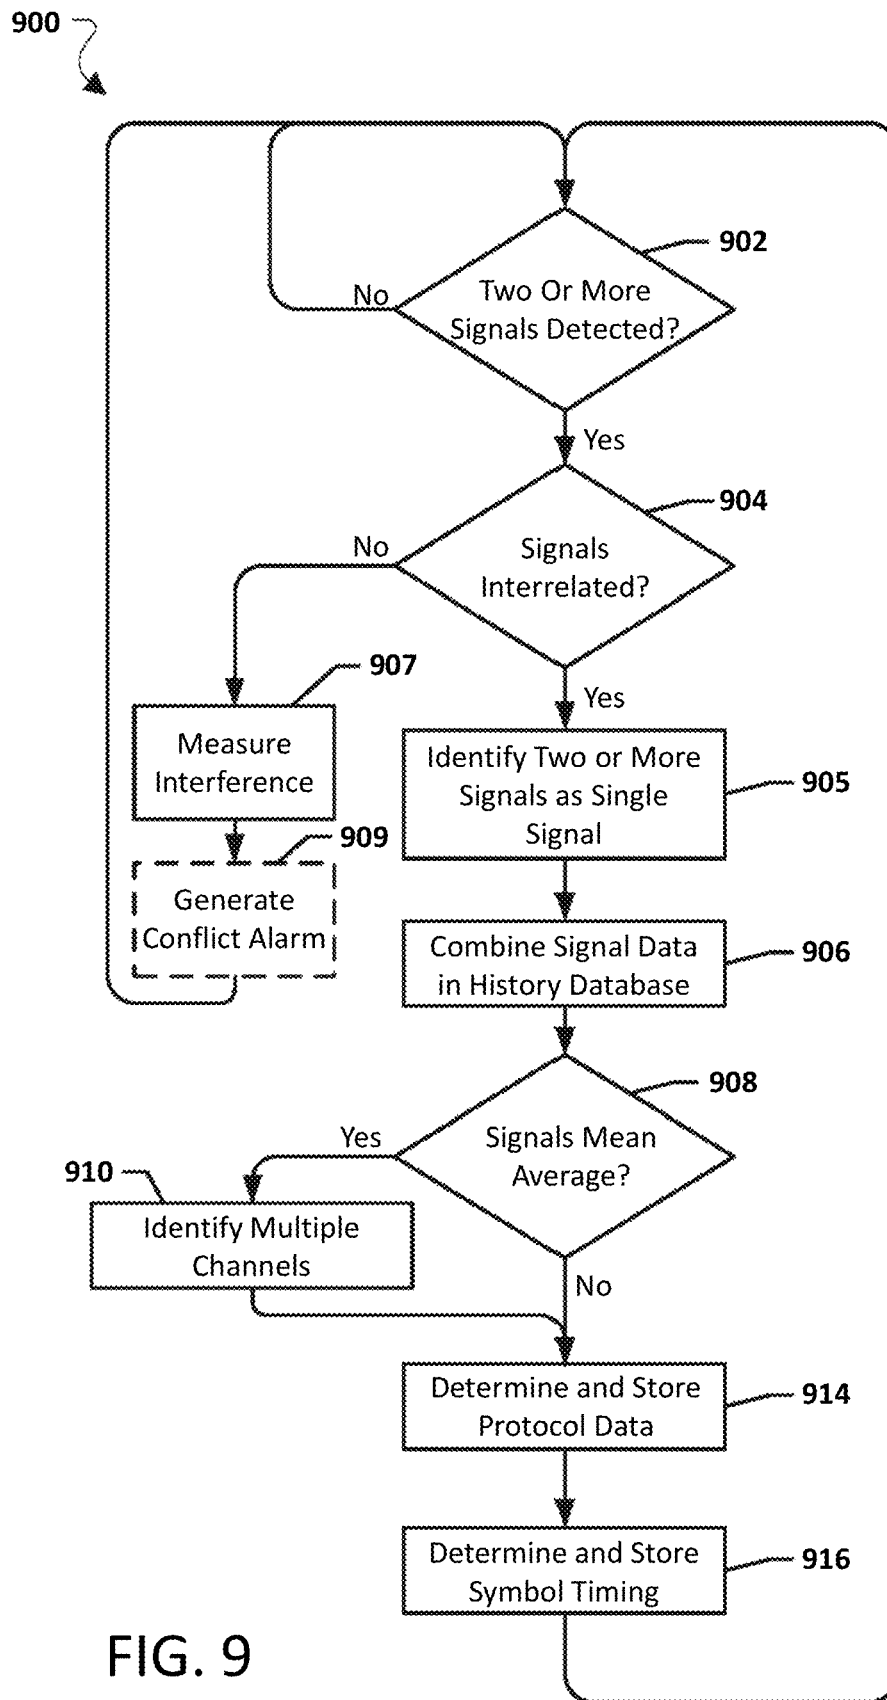 900
902
Two Or More
Signals Detected?
No
Yes
904
Signals
Interrelated?
No
Yes
907
Measure
Interference
905
Identify Two or More
Signals as Single
Signal
909
Generate
Conflict Alarm
906
Combine Signal Data
in History Database
908
Signals Mean
Average?
Yes
No
910
Identify Multiple
Channels
914
Determine and Store
Protocol Data
916
Determine and Store
Symbol Timing
FIG. 9